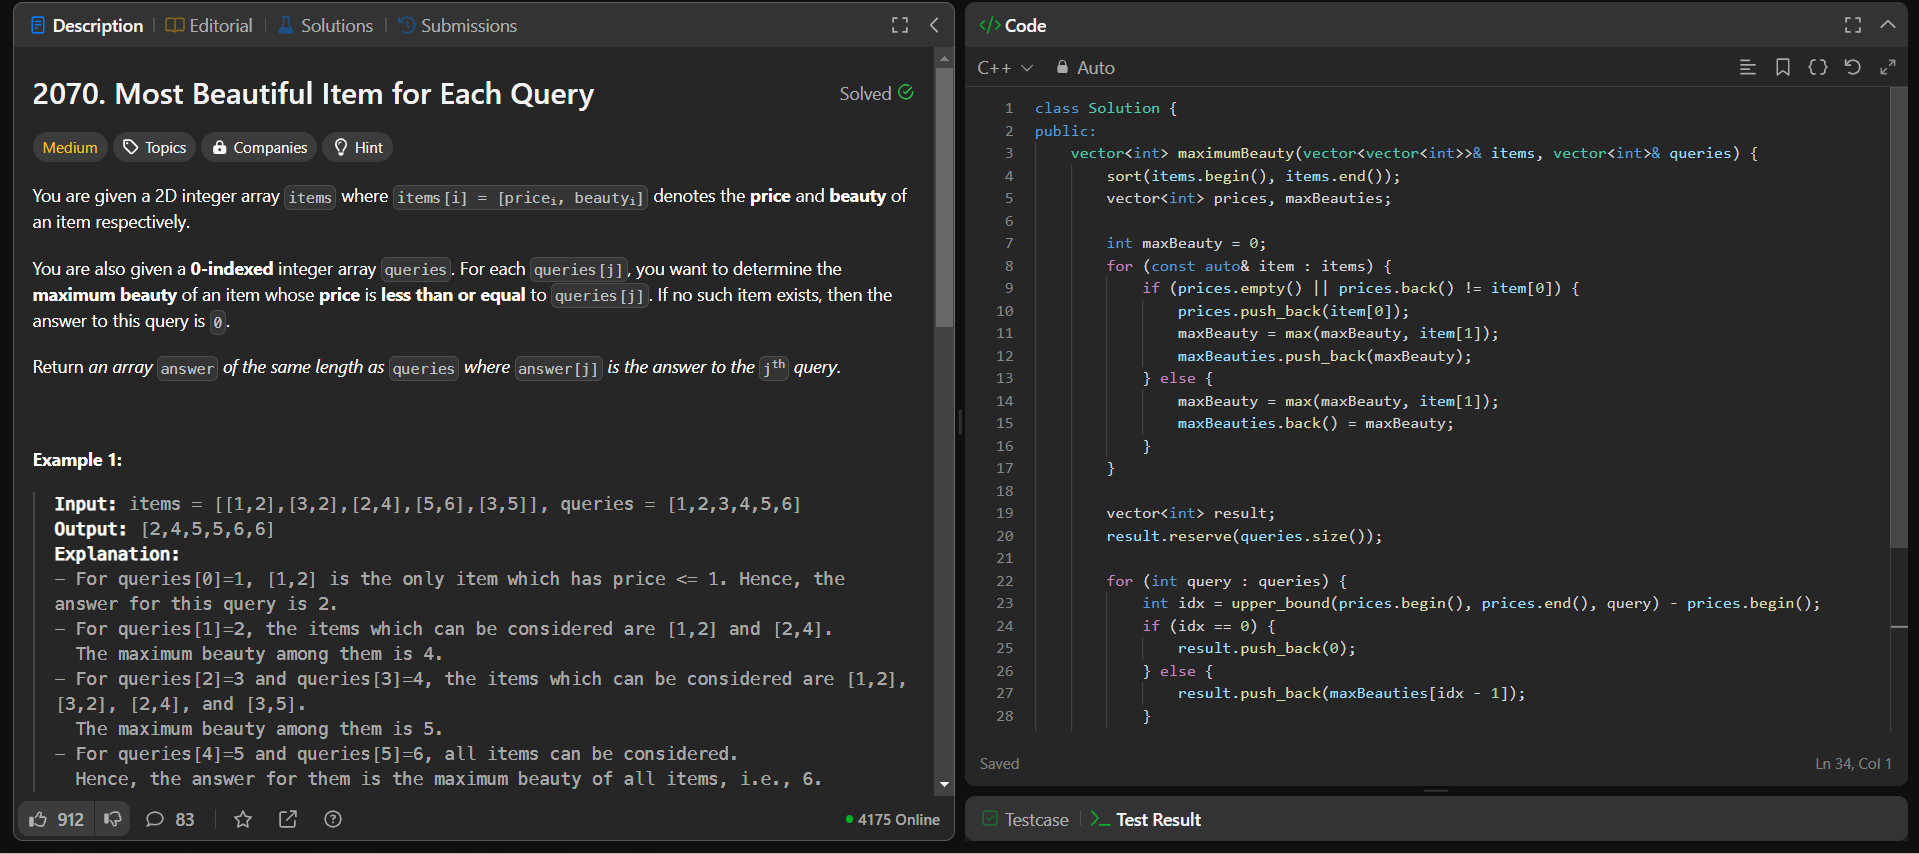 Description | Editorial | Solutions | Submissions
2070. Most Beautiful Item for Each Query
Solved
Medium Topics Companies Hint
You are given a 2D integer array items where items[i] = [priceᵢ, beautyᵢ] denotes the price and beauty of
an item respectively.
You are also given a 0-indexed integer array queries. For each queries[j], you want to determine the
maximum beauty of an item whose price is less than or equal to queries[j]. If no such item exists, then the
answer to this query is 0.
Return an array answer of the same length as queries where answer[j] is the answer to the jᵗʰ query.
Example 1:
Input: items = [[1,2],[3,2],[2,4],[5,6],[3,5]], queries = [1,2,3,4,5,6]
Output: [2,4,5,5,6,6]
Explanation:
- For queries[0]=1, [1,2] is the only item which has price <= 1. Hence, the
answer for this query is 2.
- For queries[1]=2, the items which can be considered are [1,2] and [2,4].
  The maximum beauty among them is 4.
- For queries[2]=3 and queries[3]=4, the items which can be considered are [1,2],
[3,2], [2,4], and [3,5].
  The maximum beauty among them is 5.
- For queries[4]=5 and queries[5]=6, all items can be considered.
  Hence, the answer for them is the maximum beauty of all items, i.e., 6.
912 83 4175 Online
</> Code
C++ Auto
1 class Solution {
2 public:
3     vector<int> maximumBeauty(vector<vector<int>>& items, vector<int>& queries) {
4         sort(items.begin(), items.end());
5         vector<int> prices, maxBeauties;
6
7         int maxBeauty = 0;
8         for (const auto& item : items) {
9             if (prices.empty() || prices.back() != item[0]) {
10                 prices.push_back(item[0]);
11                 maxBeauty = max(maxBeauty, item[1]);
12                 maxBeauties.push_back(maxBeauty);
13             } else {
14                 maxBeauty = max(maxBeauty, item[1]);
15                 maxBeauties.back() = maxBeauty;
16             }
17         }
18
19         vector<int> result;
20         result.reserve(queries.size());
21
22         for (int query : queries) {
23             int idx = upper_bound(prices.begin(), prices.end(), query) - prices.begin();
24             if (idx == 0) {
25                 result.push_back(0);
26             } else {
27                 result.push_back(maxBeauties[idx - 1]);
28             }
Saved Ln 34, Col 1
Testcase | >_ Test Result